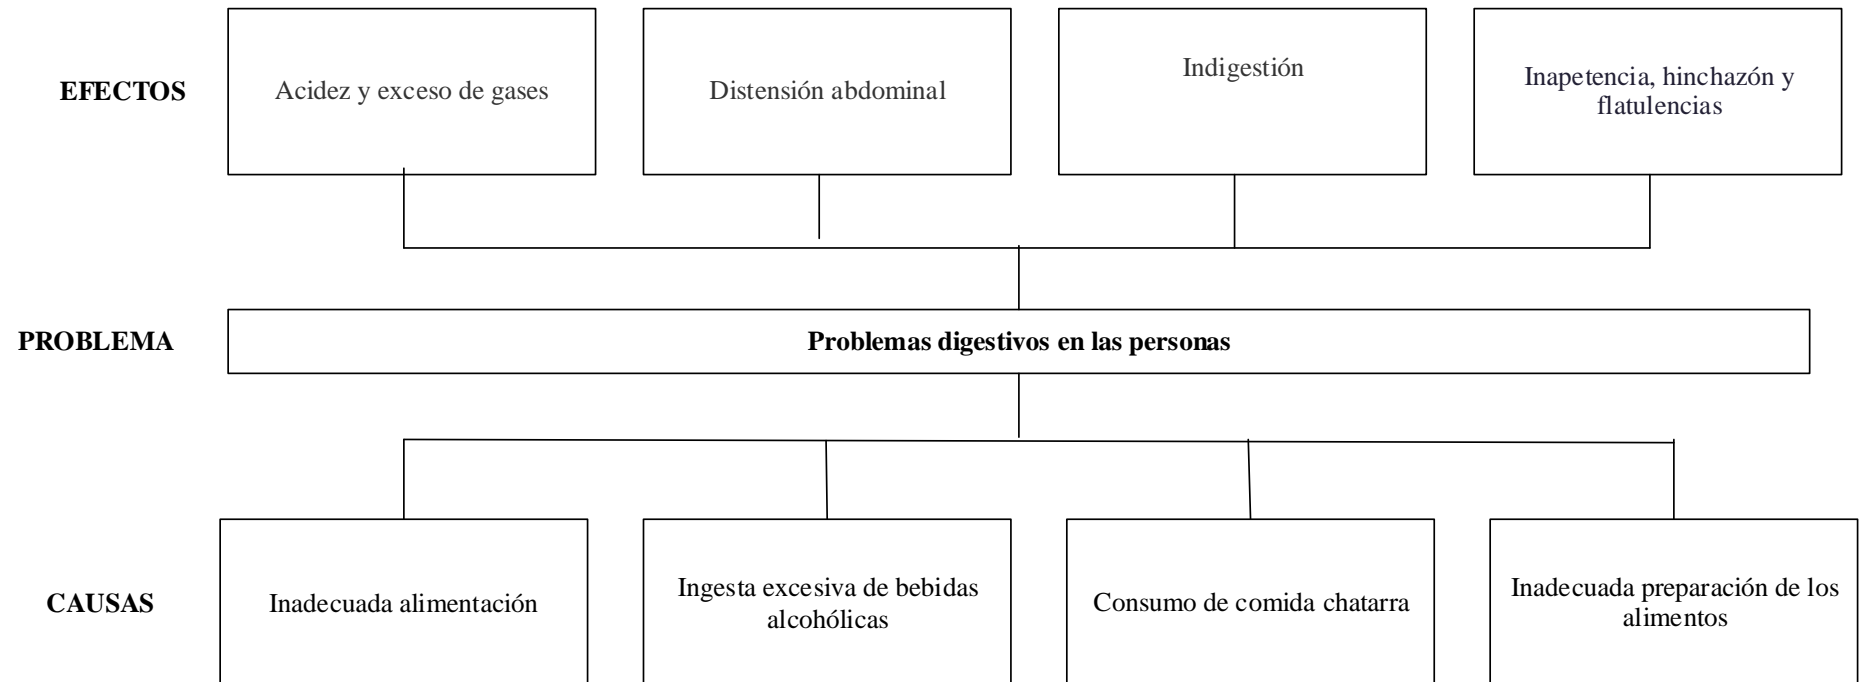 EFECTOS
Acidez y exceso de gases
Distensión abdominal
Indigestión
Inapetencia, hinchazón y
flatulencias
PROBLEMA
Problemas digestivos en las personas
CAUSAS
Inadecuada alimentación
Ingesta excesiva de bebidas
alcohólicas
Consumo de comida chatarra
Inadecuada preparación de los
alimentos